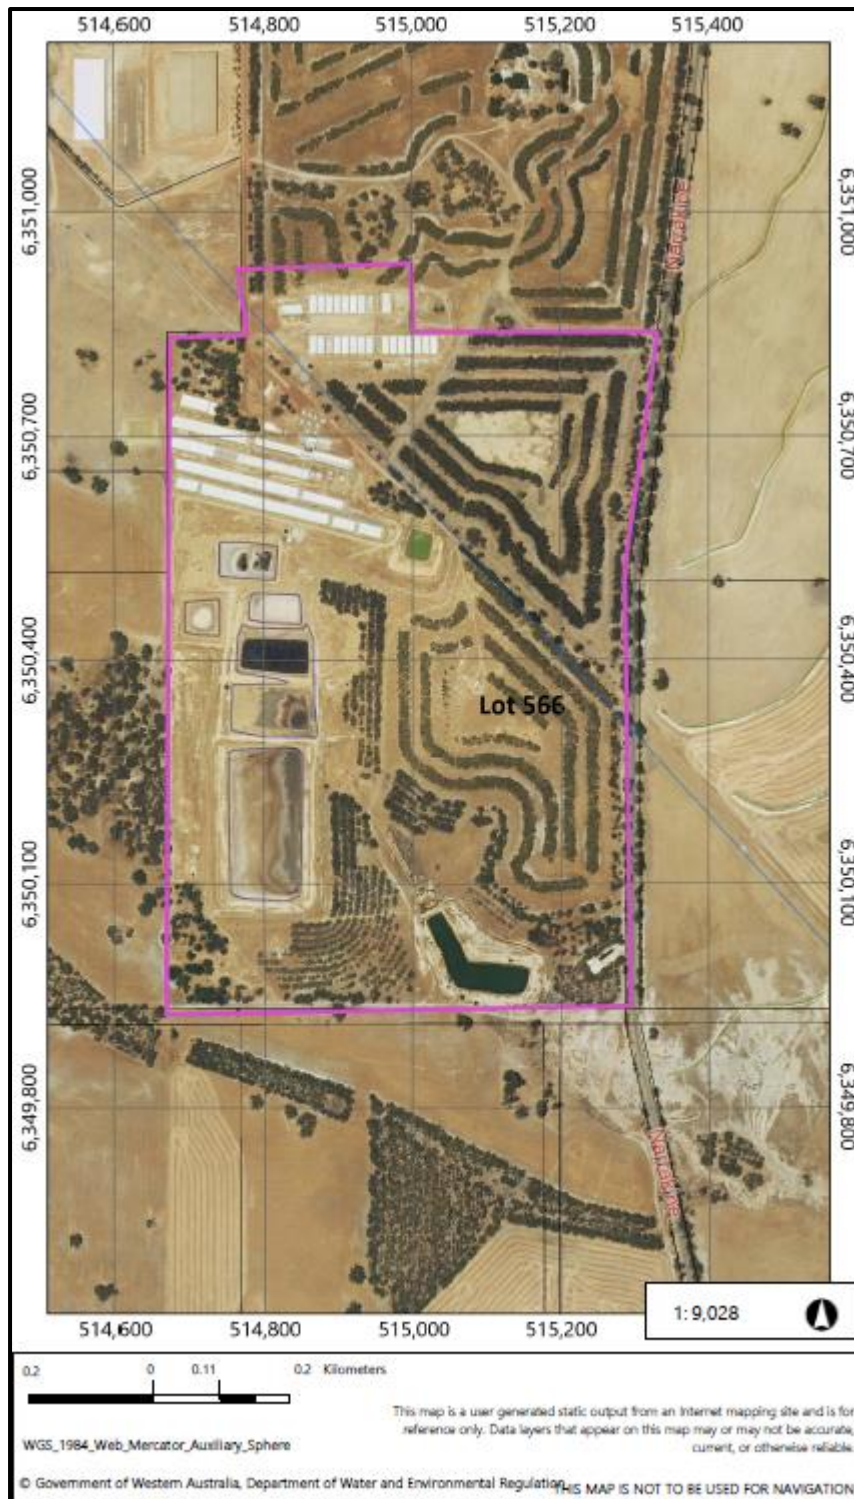 514,600 514,800 515,000 515,200 515,400
6,351,000 6,351,000
Narrakine
6,350,700 6,350,700
6,350,400 6,350,400
Lot 566
6,350,100 6,350,100
6,349,800 6,349,800
Narrakine
514,600 514,800 515,000 515,200
1: 9,028
0.2 0 0.11 0.2 Kilometers
This map is a user generated static output from an Internet mapping site and is for
reference only. Data layers that appear on this map may or may not be accurate,
current, or otherwise reliable.
WGS_1984_Web_Mercator_Auxiliary_Sphere
© Government of Western Australia, Department of Water and Environmental Regulation
THIS MAP IS NOT TO BE USED FOR NAVIGATION